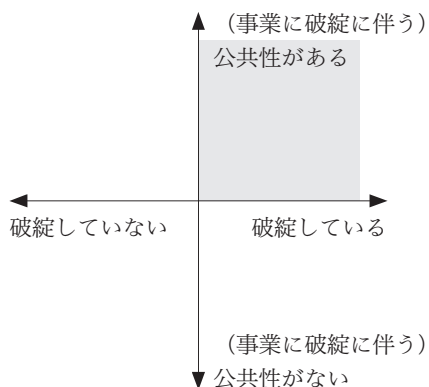 （事業に破綻に伴う）
公共性がある
破綻していない
破綻している
（事業に破綻に伴う）
公共性がない